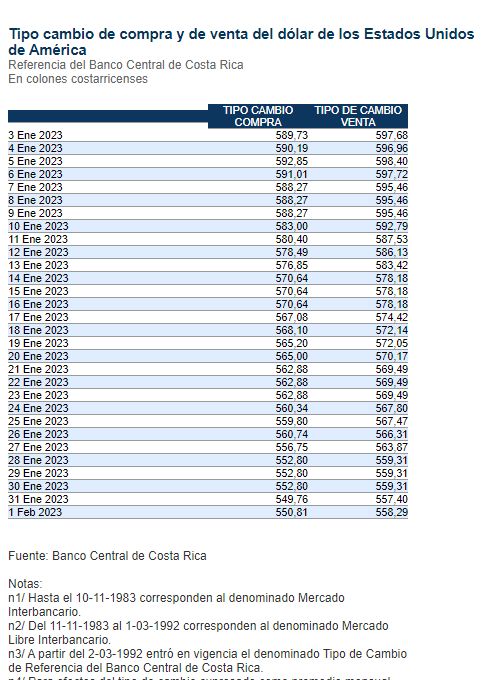 Tipo cambio de compra y de venta del dólar de los Estados Unidos
de América
Referencia del Banco Central de Costa Rica
En colones costarricenses
TIPO CAMBIO COMPRA TIPO DE CAMBIO VENTA
3 Ene 2023 589,73 597,68
4 Ene 2023 590,19 596,96
5 Ene 2023 592,85 598,40
6 Ene 2023 591,01 597,72
7 Ene 2023 588,27 595,46
8 Ene 2023 588,27 595,46
9 Ene 2023 588,27 595,46
10 Ene 2023 583,00 592,79
11 Ene 2023 580,40 587,53
12 Ene 2023 578,49 586,13
13 Ene 2023 576,85 583,42
14 Ene 2023 570,64 578,18
15 Ene 2023 570,64 578,18
16 Ene 2023 570,64 578,18
17 Ene 2023 567,08 574,42
18 Ene 2023 568,10 572,14
19 Ene 2023 565,20 572,05
20 Ene 2023 565,00 570,17
21 Ene 2023 562,88 569,49
22 Ene 2023 562,88 569,49
23 Ene 2023 562,88 569,49
24 Ene 2023 560,34 567,80
25 Ene 2023 559,80 567,47
26 Ene 2023 560,74 566,31
27 Ene 2023 556,75 563,87
28 Ene 2023 552,80 559,31
29 Ene 2023 552,80 559,31
30 Ene 2023 552,80 559,31
31 Ene 2023 549,76 557,40
1 Feb 2023 550,81 558,29
Fuente: Banco Central de Costa Rica
Notas:
n1/ Hasta el 10-11-1983 corresponden al denominado Mercado
Interbancario.
n2/ Del 11-11-1983 al 1-03-1992 corresponden al denominado Mercado
Libre Interbancario.
n3/ A partir del 2-03-1992 entró en vigencia el denominado Tipo de Cambio
de Referencia del Banco Central de Costa Rica.
n4/ Para efectos del tipo de cambio expresado como promedio mensual